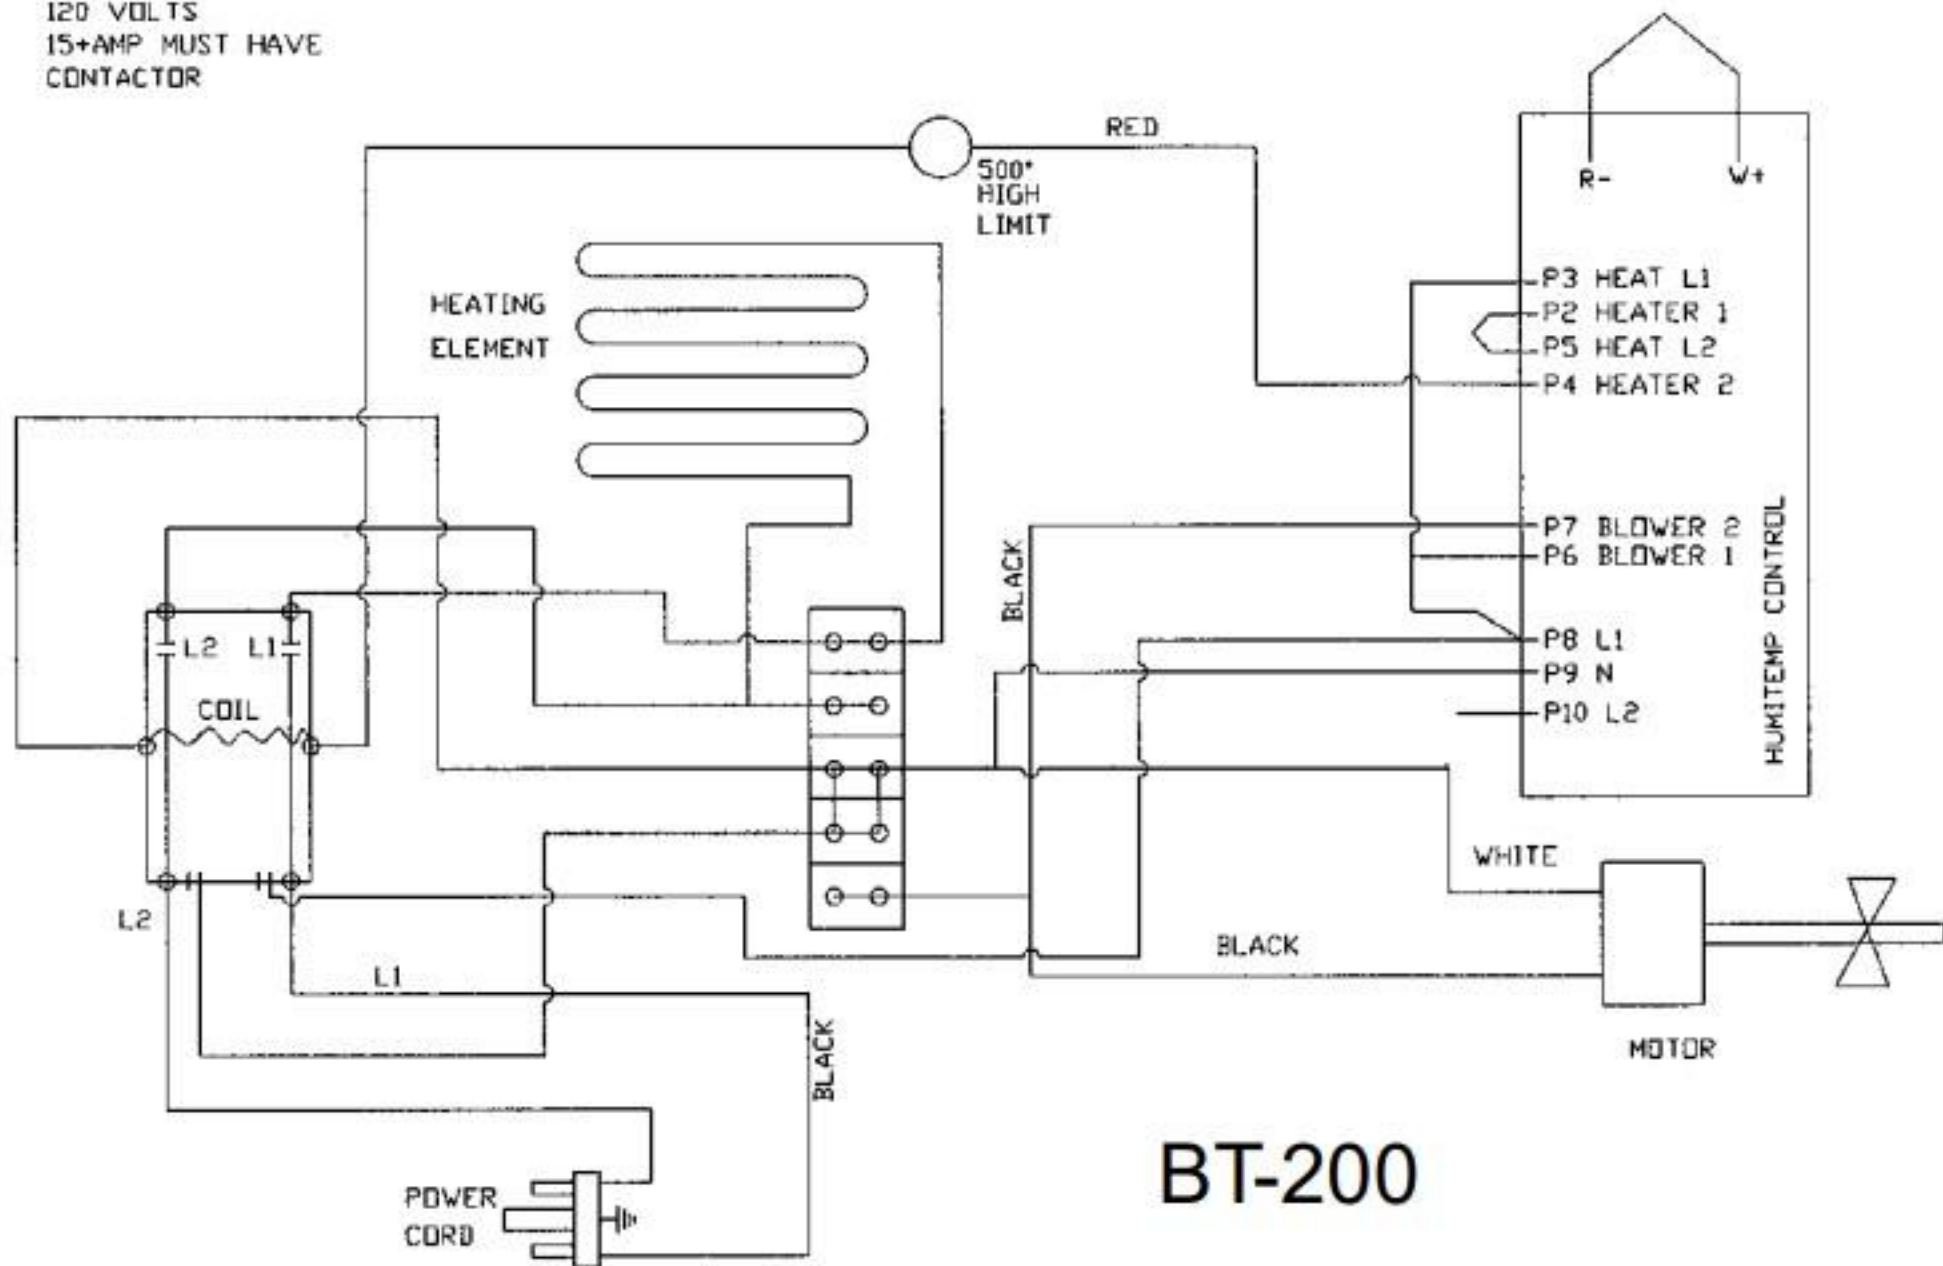 120 VOLTS
15+AMP MUST HAVE
CONTACTOR
RED
500°
HIGH
LIMIT
R-
W+
HEATING
ELEMENT
P3 HEAT L1
P2 HEATER 1
P5 HEAT L2
P4 HEATER 2
BLACK
P7 BLOWER 2
P6 BLOWER 1
P8 L1
P9 N
P10 L2
HUMITEMP CONTROL
L2
L1
COIL
L2
L1
WHITE
BLACK
BLACK
MOTOR
POWER
CORD
BT-200